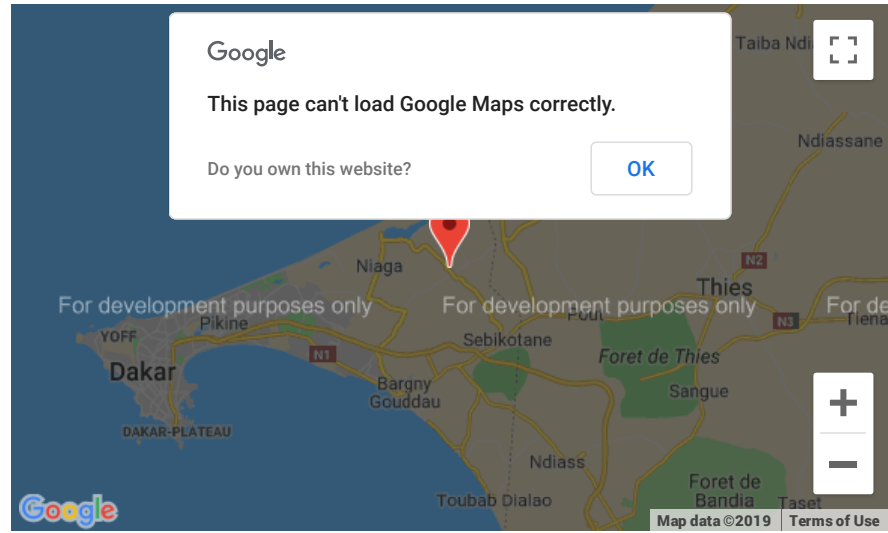 Google
This page can't load Google Maps correctly.
Do you own this website?
OK
Taiba Ndi
Ndiassane
N2
Niaga
Thies
For development purposes only
For development purposes only
For de
Pikine
Pout
N3
Tiena
YOFF
Sebikotane
N1
Foret de Thies
Dakar
Bargny
Gouddau
Sangue
DAKAR-PLATEAU
Ndiass
Foret de
Bandia
Toubab Dialao
Taset
Google
Map data ©2019
Terms of Use